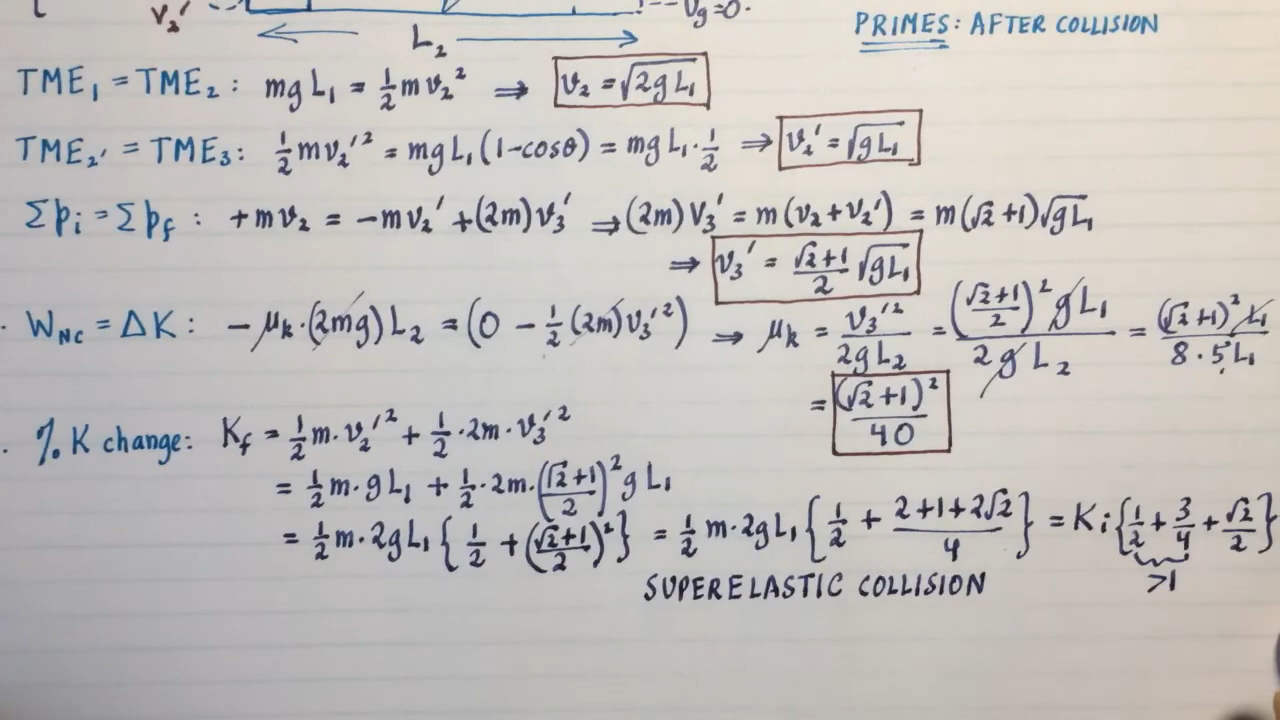 v₂′ L₂ --- Vg=0.
PRIMES: AFTER COLLISION
TME₁ = TME₂: mgL₁ = ½mv₂² ⇒ v₂ = √(2gL₁)
TME₂′ = TME₃: ½mv₂′² = mgL₁(1-cosθ) = mgL₁·½ ⇒ v₂′ = √(gL₁)
Σpᵢ = Σp_f: +mv₂ = -mv₂′ + (2m)v₃′ ⇒ (2m)V₃′ = m(v₂+v₂′) = m(√2+1)√(gL₁)
⇒ v₃′ = (√2+1)/2 √(gL₁)
· W_NC = ΔK: -μₖ·(2mg)L₂ = (0 - ½(2m)v₃′²) ⇒ μₖ = v₃′²/(2gL₂) = ((√2+1)/2)²gL₁/(2gL₂) = (√2+1)²L₁/(8·5L₁)
= (√2+1)²/40
· % K change: K_f = ½m·v₂′² + ½·2m·v₃′²
= ½m·gL₁ + ½·2m·((√2+1)/2)²gL₁
= ½m·2gL₁{½ + ((√2+1)/2)²} = ½m·2gL₁{½ + (2+1+2√2)/4} = Ki{½ + ¾ + √2/2}
>1
SUPERELASTIC COLLISION